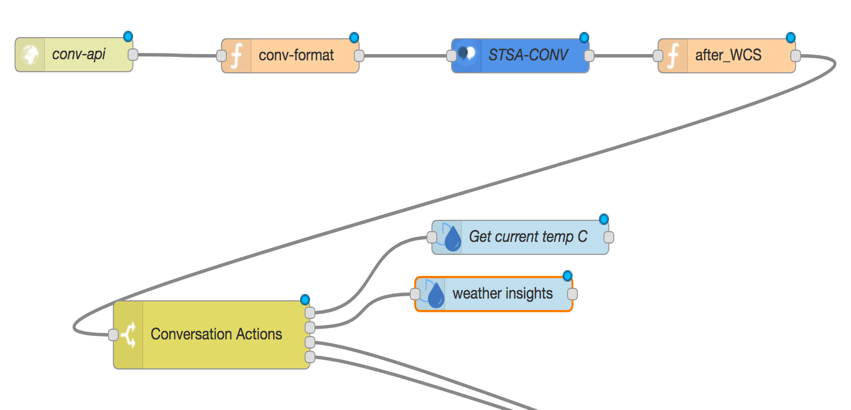 conv-api
conv-format
STSA-CONV
after_WCS
Get current temp C
weather insights
Conversation Actions